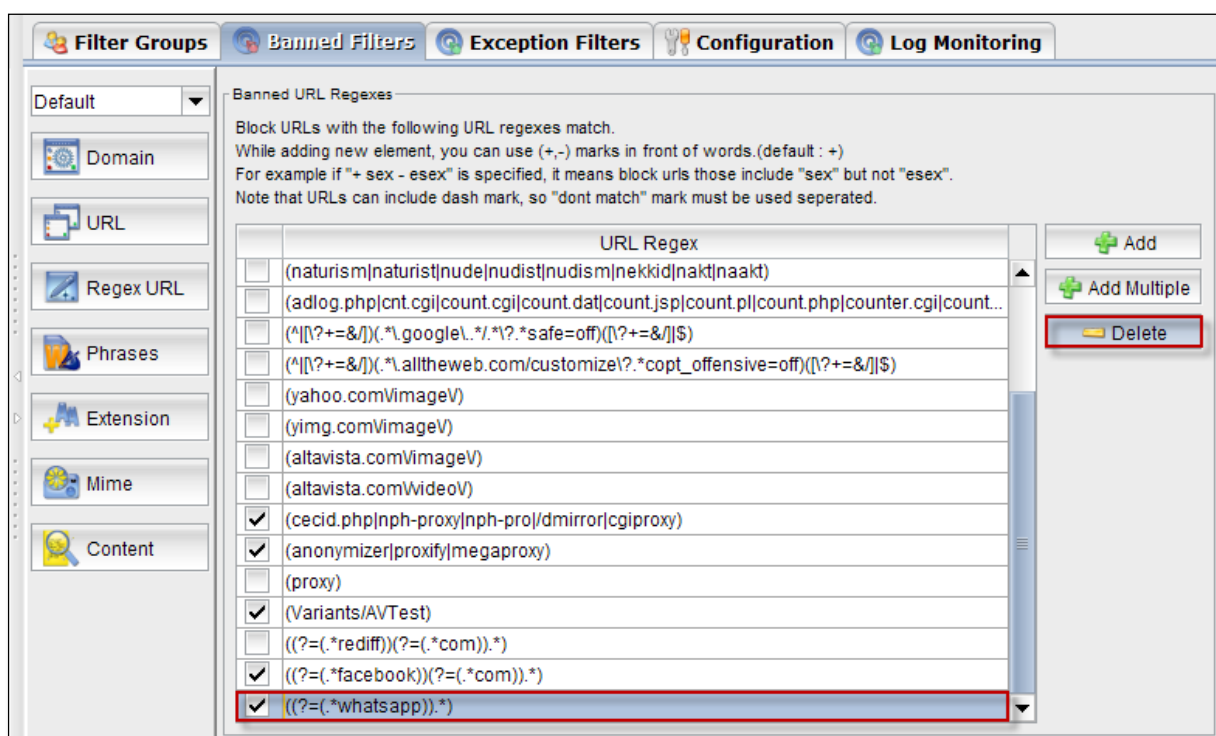 Filter Groups
Banned Filters
Exception Filters
Configuration
Log Monitoring
Default
Domain
URL
Regex URL
Phrases
Extension
Mime
Content
Banned URL Regexes
Block URLs with the following URL regexes match.
While adding new element, you can use (+,-) marks in front of words.(default : +)
For example if "+ sex - esex" is specified, it means block urls those include "sex" but not "esex".
Note that URLs can include dash mark, so "dont match" mark must be used seperated.
URL Regex
(naturism|naturist|nude|nudist|nudism|nekkid|nakt|naakt)
(adlog.php|cnt.cgi|count.cgi|count.dat|count.jsp|count.pl|count.php|counter.cgi|count...
(^|[\?+=&/])(.*\.google\..*/.*\?.*safe=off)([\?+=&/]|$)
(^|[\?+=&/])(.*\.alltheweb.com/customize\?.*copt_offensive=off)([\?+=&/]|$)
(yahoo.com\/image\/)
(yimg.com\/image\/)
(altavista.com\/image\/)
(altavista.com\/video\/)
(cecid.php|nph-proxy|nph-pro|/dmirror|cgiproxy)
(anonymizer|proxify|megaproxy)
(proxy)
(Variants/AVTest)
((?=(.*rediff))(?=(.*com)).*)
((?=(.*facebook))(?=(.*com)).*)
((?=(.*whatsapp)).*)
Add
Add Multiple
Delete